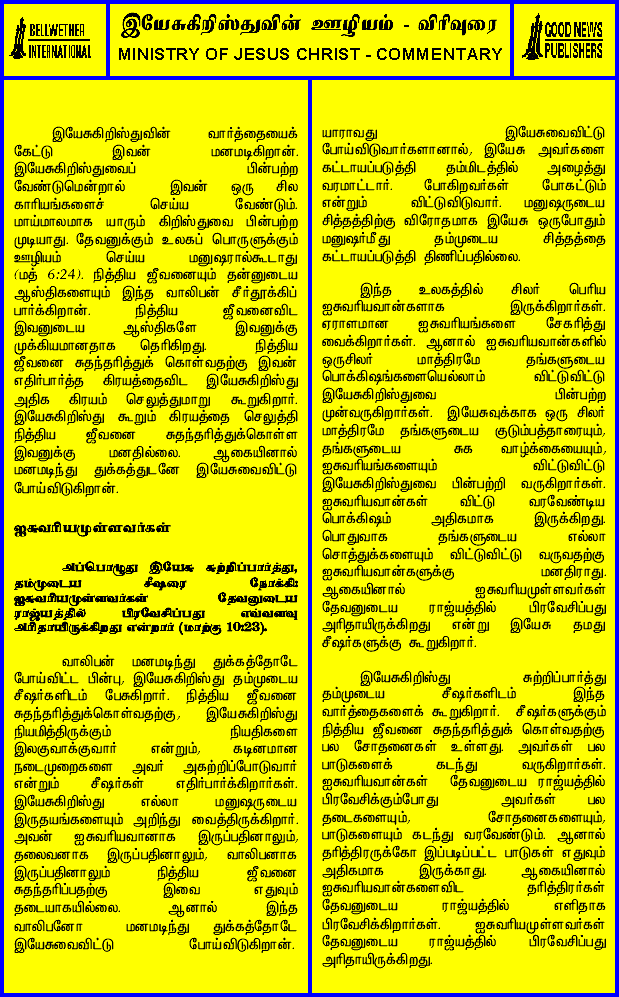 BELLWETHER
INTERNATIONAL
இயேசுகிறிஸ்துவின் ஊழியம் - விரிவுரை
MINISTRY OF JESUS CHRIST - COMMENTARY
GOOD NEWS
PUBLISHERS
இயேசுகிறிஸ்துவின் வார்த்தையைக்
கேட்டு இவன் மனமடிகிறான்.
இயேசுகிறிஸ்துவைப் பின்பற்ற
வேண்டுமென்றால் இவன் ஒரு சில
காரியங்களைச் செய்ய வேண்டும்.
மாய்மாலமாக யாரும் கிறிஸ்துவை பின்பற்ற
முடியாது. தேவனுக்கும் உலகப் பொருளுக்கும்
ஊழியம் செய்ய மனுஷரால்கூடாது
(மத் 6:24). நித்திய ஜீவனையும் தன்னுடைய
ஆஸ்திகளையும் இந்த வாலிபன் சீர்தூக்கிப்
பார்க்கிறான். நித்திய ஜீவனைவிட
இவனுடைய ஆஸ்திகளே இவனுக்கு
முக்கியமானதாக தெரிகிறது. நித்திய
ஜீவனை சுதந்தரித்துக் கொள்வதற்கு இவன்
எதிர்பார்த்த கிரயத்தைவிட இயேசுகிறிஸ்து
அதிக கிரயம் செலுத்துமாறு கூறுகிறார்.
இயேசுகிறிஸ்து கூறும் கிரயத்தை செலுத்தி
நித்திய ஜீவனை சுதந்தரித்துக்கொள்ள
இவனுக்கு மனதில்லை. ஆகையினால்
மனமடிந்து துக்கத்துடனே இயேசுவைவிட்டு
போய்விடுகிறான்.
ஐசுவரியமுள்ளவர்கள்
அப்பொழுது இயேசு சுற்றிப்பார்த்து,
தம்முடைய சீஷரை நோக்கி:
ஐசுவரியமுள்ளவர்கள் தேவனுடைய
ராஜ்யத்தில் பிரவேசிப்பது எவ்வளவு
அரிதாயிருக்கிறது என்றார் (மாற்கு 10:23).
வாலிபன் மனமடிந்து துக்கத்தோடே
போய்விட்ட பின்பு, இயேசுகிறிஸ்து தம்முடைய
சீஷர்களிடம் பேசுகிறார். நித்திய ஜீவனை
சுதந்தரித்துக்கொள்வதற்கு, இயேசுகிறிஸ்து
நியமித்திருக்கும் நியதிகளை
இலகுவாக்குவார் என்றும், கடினமான
நடைமுறைகளை அவர் அகற்றிப்போடுவார்
என்றும் சீஷர்கள் எதிர்பார்க்கிறார்கள்.
இயேசுகிறிஸ்து எல்லா மனுஷருடைய
இருதயங்களையும் அறிந்து வைத்திருக்கிறார்.
அவன் ஐசுவரியவானாக இருப்பதினாலும்,
தலைவனாக இருப்பதினாலும், வாலிபனாக
இருப்பதினாலும் நித்திய ஜீவனை
சுதந்தரிப்பதற்கு இவை எதுவும்
தடையாகயில்லை. ஆனால் இந்த
வாலிபனோ மனமடிந்து துக்கத்தோடே
இயேசுவைவிட்டு போய்விடுகிறான்.
யாராவது இயேசுவைவிட்டு
போய்விடுவார்களானால், இயேசு அவர்களை
கட்டாயப்படுத்தி தம்மிடத்தில் அழைத்து
வரமாட்டார். போகிறவர்கள் போகட்டும்
என்றும் விட்டுவிடுவார். மனுஷருடைய
சித்தத்திற்கு விரோதமாக இயேசு ஒருபோதும்
மனுஷர்மீது தம்முடைய சித்தத்தை
கட்டாயப்படுத்தி திணிப்பதில்லை.
இந்த உலகத்தில் சிலர் பெரிய
ஐசுவரியவான்களாக இருக்கிறார்கள்.
ஏராளமான ஐசுவரியங்களை சேகரித்து
வைக்கிறார்கள். ஆனால் ஐசுவரியவான்களில்
ஒருசிலர் மாத்திரமே தங்களுடைய
பொக்கிஷங்களையெல்லாம் விட்டுவிட்டு
இயேசுகிறிஸ்துவை பின்பற்ற
முன்வருகிறார்கள். இயேசுவுக்காக ஒரு சிலர்
மாத்திரமே தங்களுடைய குடும்பத்தாரையும்,
தங்களுடைய சுக வாழ்க்கையையும்,
ஐசுவரியங்களையும் விட்டுவிட்டு
இயேசுகிறிஸ்துவை பின்பற்றி வருகிறார்கள்.
ஐசுவரியவான்கள் விட்டு வரவேண்டிய
பொக்கிஷம் அதிகமாக இருக்கிறது.
பொதுவாக தங்களுடைய எல்லா
சொத்துக்களையும் விட்டுவிட்டு வருவதற்கு
ஐசுவரியவான்களுக்கு மனதிராது.
ஆகையினால் ஐசுவரியமுள்ளவர்கள்
தேவனுடைய ராஜ்யத்தில் பிரவேசிப்பது
அரிதாயிருக்கிறது என்று இயேசு தமது
சீஷர்களுக்கு கூறுகிறார்.
இயேசுகிறிஸ்து சுற்றிப்பார்த்து
தம்முடைய சீஷர்களிடம் இந்த
வார்த்தைகளைக் கூறுகிறார். சீஷர்களுக்கும்
நித்திய ஜீவனை சுதந்தரித்துக் கொள்வதற்கு
பல சோதனைகள் உள்ளது. அவர்கள் பல
பாடுகளைக் கடந்து வருகிறார்கள்.
ஐசுவரியவான்கள் தேவனுடைய ராஜ்யத்தில்
பிரவேசிக்கும்போது அவர்கள் பல
தடைகளையும், சோதனைகளையும்,
பாடுகளையும் கடந்து வரவேண்டும். ஆனால்
தரித்திரருக்கோ இப்படிப்பட்ட பாடுகள் எதுவும்
அதிகமாக இருக்காது. ஆகையினால்
ஐசுவரியவான்களைவிட தரித்திரர்கள்
தேவனுடைய ராஜ்யத்தில் எளிதாக
பிரவேசிக்கிறார்கள். ஐசுவரியமுள்ளவர்கள்
தேவனுடைய ராஜ்யத்தில் பிரவேசிப்பது
அரிதாயிருக்கிறது.